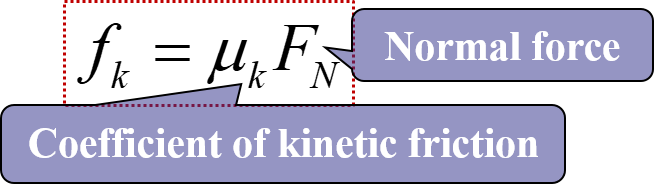 f_k = μ_k F_N
Normal force
Coefficient of kinetic friction